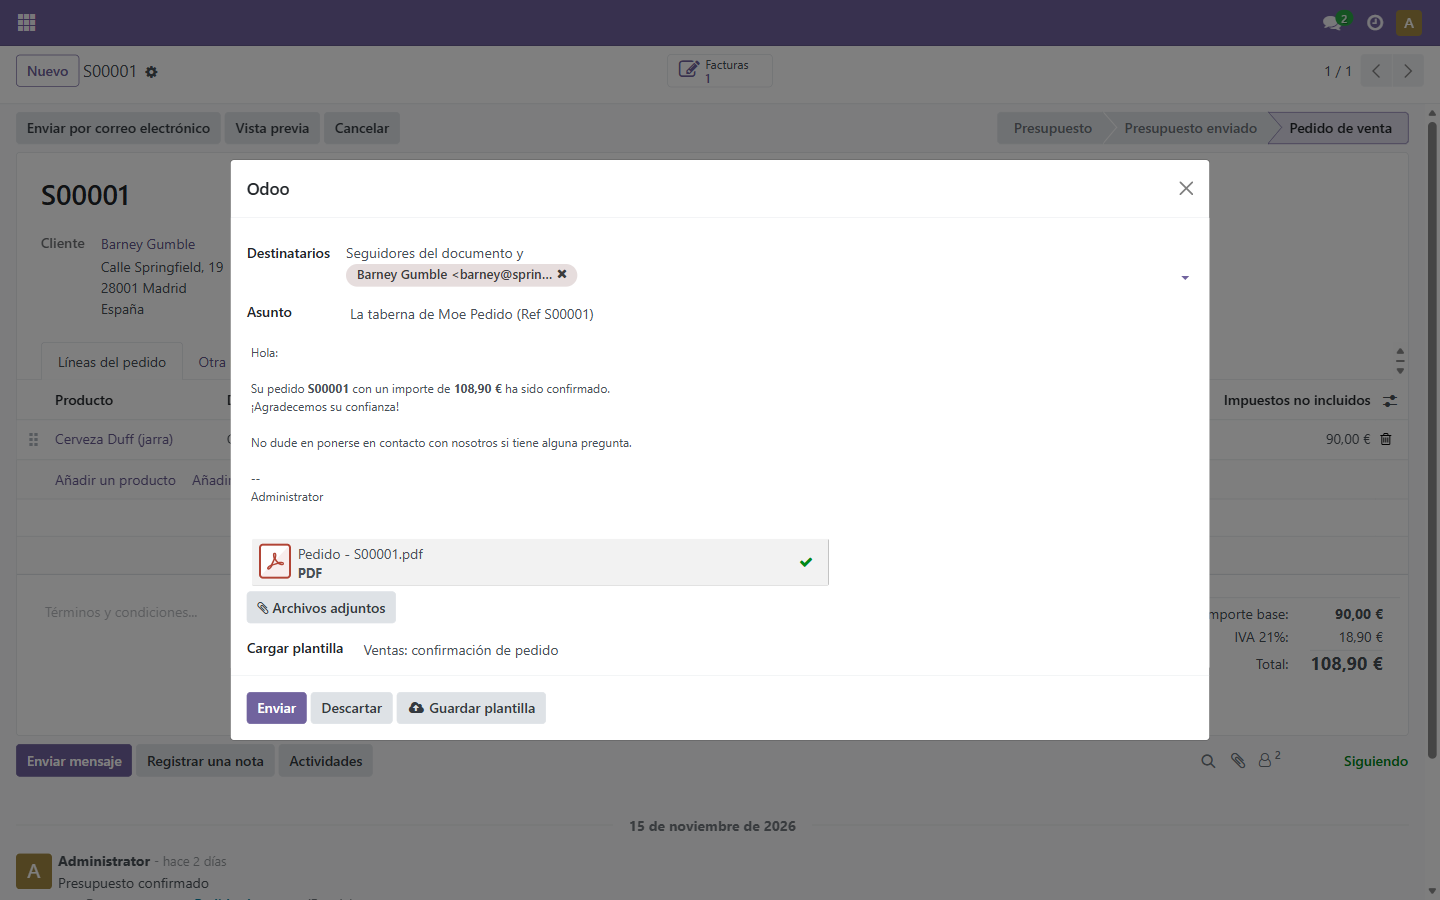 2
A
Nuevo
S00001
Facturas
1
1 / 1
Enviar por correo electrónico
Vista previa
Cancelar
Presupuesto
Presupuesto enviado
Pedido de venta
S00001
Cliente
Barney Gumble
Calle Springfield, 19
28001 Madrid
España
Líneas del pedido
Otra
Producto
Impuestos no incluidos
Cerveza Duff (jarra)
90,00 €
Añadir un producto
Términos y condiciones...
base:
90,00 €
IVA 21%:
18,90 €
Total:
108,90 €
Odoo
Destinatarios
Seguidores del documento y
Barney Gumble <barney@sprin...
Asunto
La taberna de Moe Pedido (Ref S00001)
Hola:
Su pedido S00001 con un importe de 108,90 € ha sido confirmado.
¡Agradecemos su confianza!
No dude en ponerse en contacto con nosotros si tiene alguna pregunta.
--
Administrator
Pedido - S00001.pdf
PDF
Archivos adjuntos
Cargar plantilla
Ventas: confirmación de pedido
Enviar
Descartar
Guardar plantilla
Enviar mensaje
Registrar una nota
Actividades
2
Siguiendo
15 de noviembre de 2026
A
Administrator - hace 2 días
Presupuesto confirmado